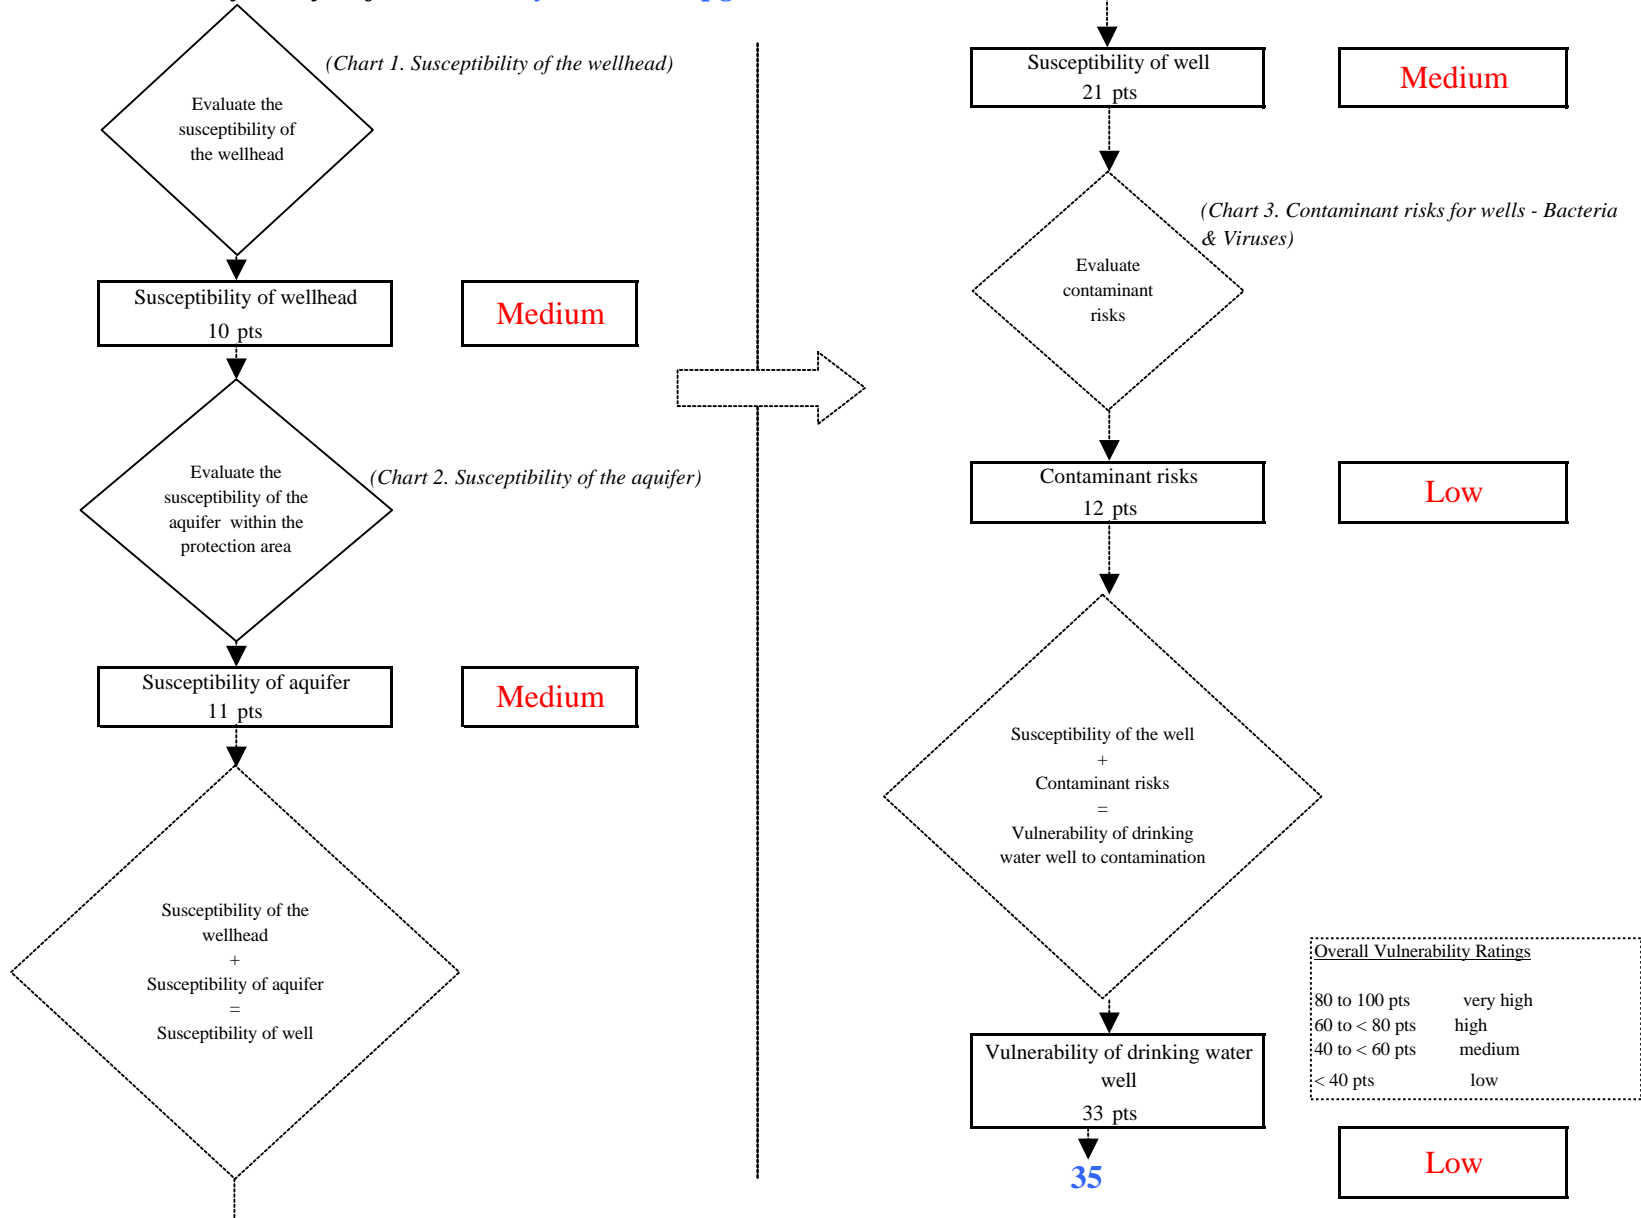 (Chart 1. Susceptibility of the wellhead)
Evaluate the
susceptibility of
the wellhead
Susceptibility of wellhead
10 pts
Medium
Evaluate the
susceptibility of the
aquifer within the
protection area
(Chart 2. Susceptibility of the aquifer)
Susceptibility of aquifer
11 pts
Medium
Susceptibility of the
wellhead
+
Susceptibility of aquifer
=
Susceptibility of well
Susceptibility of well
21 pts
Medium
(Chart 3. Contaminant risks for wells - Bacteria
& Viruses)
Evaluate
contaminant
risks
Contaminant risks
12 pts
Low
Susceptibility of the well
+
Contaminant risks
=
Vulnerability of drinking
water well to contamination
Overall Vulnerability Ratings
80 to 100 pts very high
60 to < 80 pts high
40 to < 60 pts medium
< 40 pts low
Vulnerability of drinking water
well
33 pts
35
Low